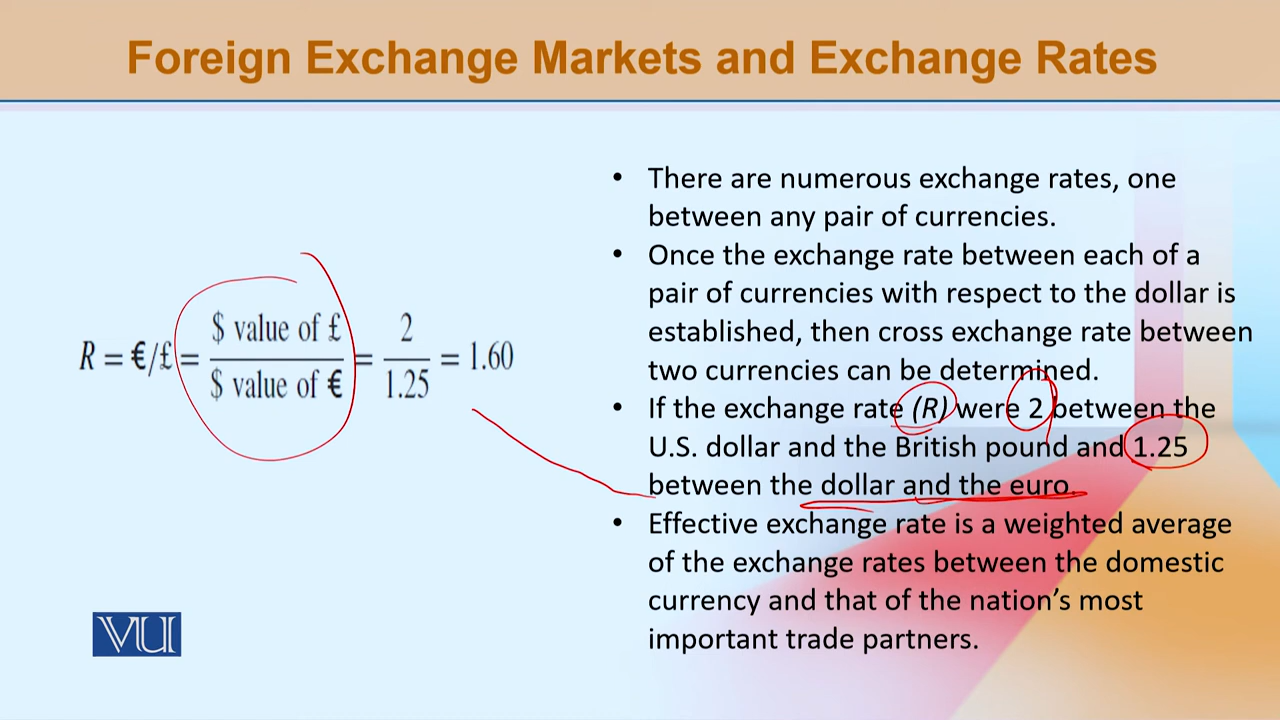 Foreign Exchange Markets and Exchange Rates
R = €/£ = $ value of £ / $ value of € = 2 / 1.25 = 1.60
• There are numerous exchange rates, one
between any pair of currencies.
• Once the exchange rate between each of a
pair of currencies with respect to the dollar is
established, then cross exchange rate between
two currencies can be determined.
• If the exchange rate (R) were 2 between the
U.S. dollar and the British pound and 1.25
between the dollar and the euro.
• Effective exchange rate is a weighted average
of the exchange rates between the domestic
currency and that of the nation’s most
important trade partners.
VU